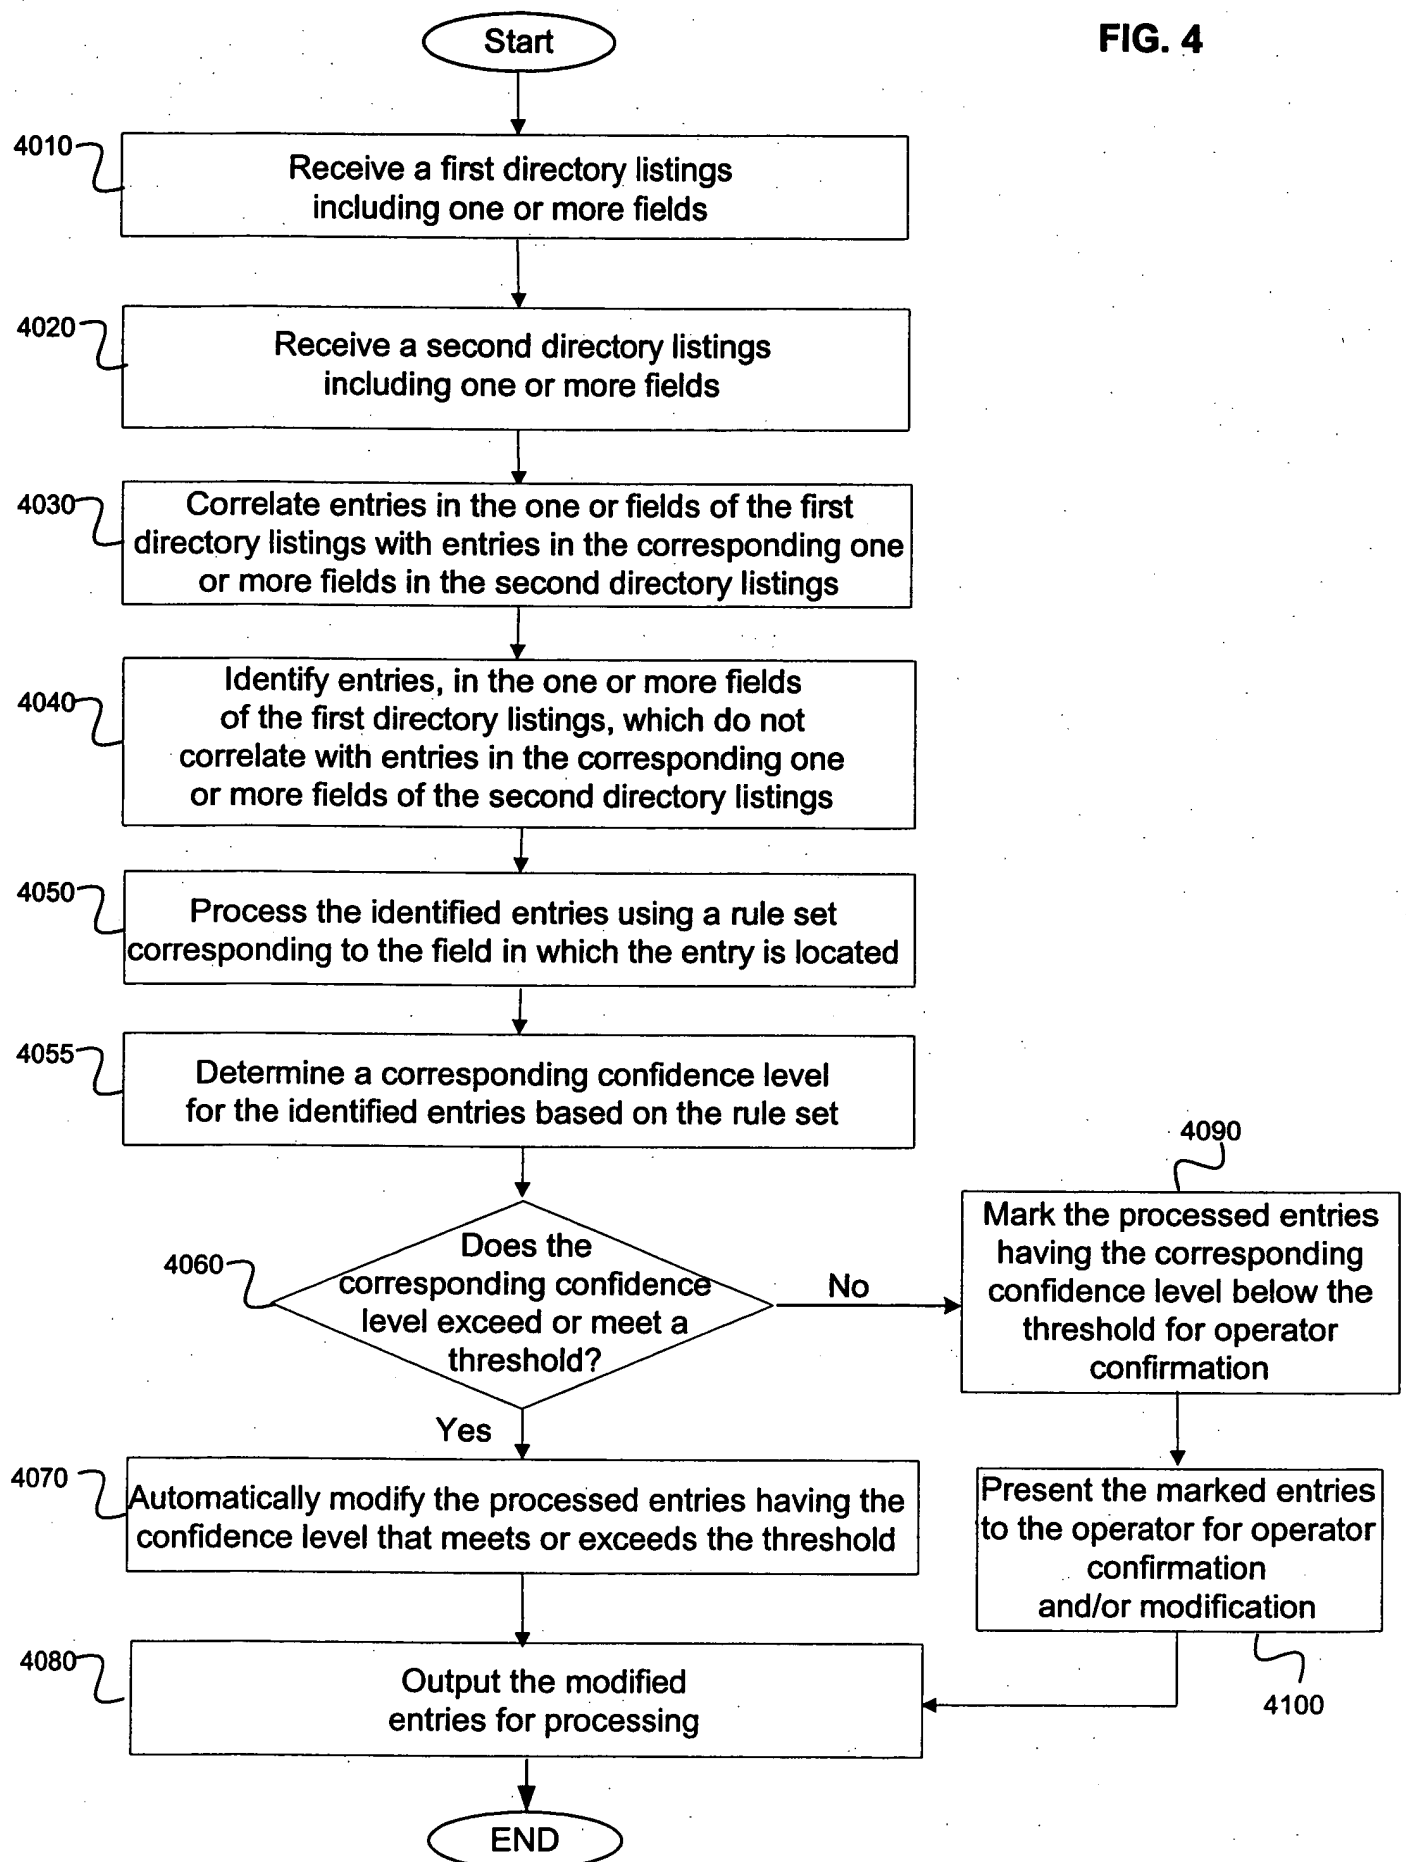 FIG. 4
Start
4010
Receive a first directory listings
including one or more fields
4020
Receive a second directory listings
including one or more fields
4030
Correlate entries in the one or fields of the first
directory listings with entries in the corresponding one
or more fields in the second directory listings
4040
Identify entries, in the one or more fields
of the first directory listings, which do not
correlate with entries in the corresponding one
or more fields of the second directory listings
4050
Process the identified entries using a rule set
corresponding to the field in which the entry is located
4055
Determine a corresponding confidence level
for the identified entries based on the rule set
4060
Does the
corresponding confidence
level exceed or meet a
threshold?
No
4090
Mark the processed entries
having the corresponding
confidence level below the
threshold for operator
confirmation
Yes
4070
Automatically modify the processed entries having the
confidence level that meets or exceeds the threshold
Present the marked entries
to the operator for operator
confirmation
and/or modification
4100
4080
Output the modified
entries for processing
END